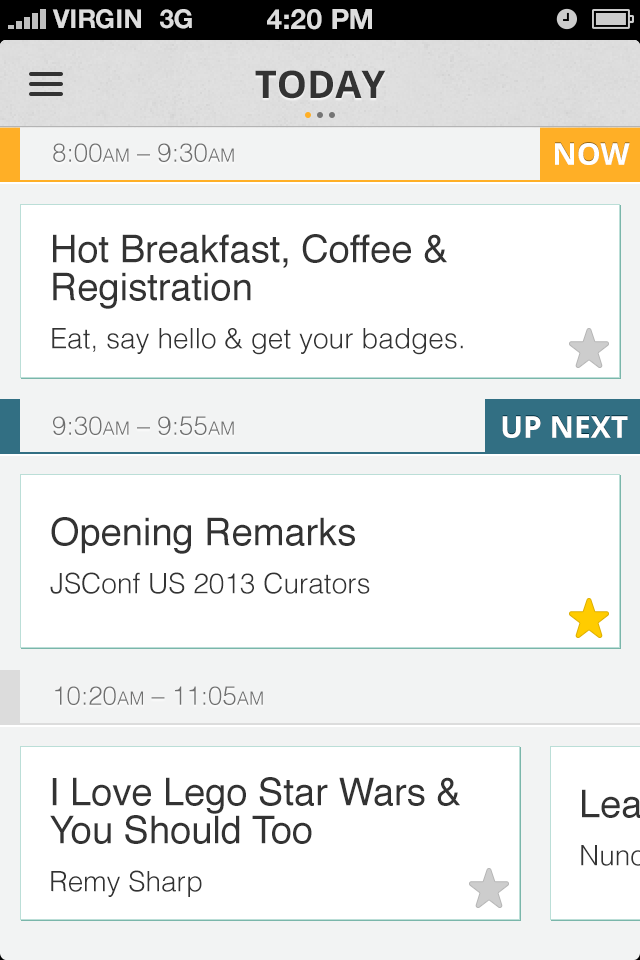 VIRGIN 3G 4:20 PM
TODAY
8:00AM – 9:30AM NOW
Hot Breakfast, Coffee &
Registration
Eat, say hello & get your badges.
9:30AM – 9:55AM UP NEXT
Opening Remarks
JSConf US 2013 Curators
10:20AM – 11:05AM
I Love Lego Star Wars &
You Should Too
Remy Sharp
Lea